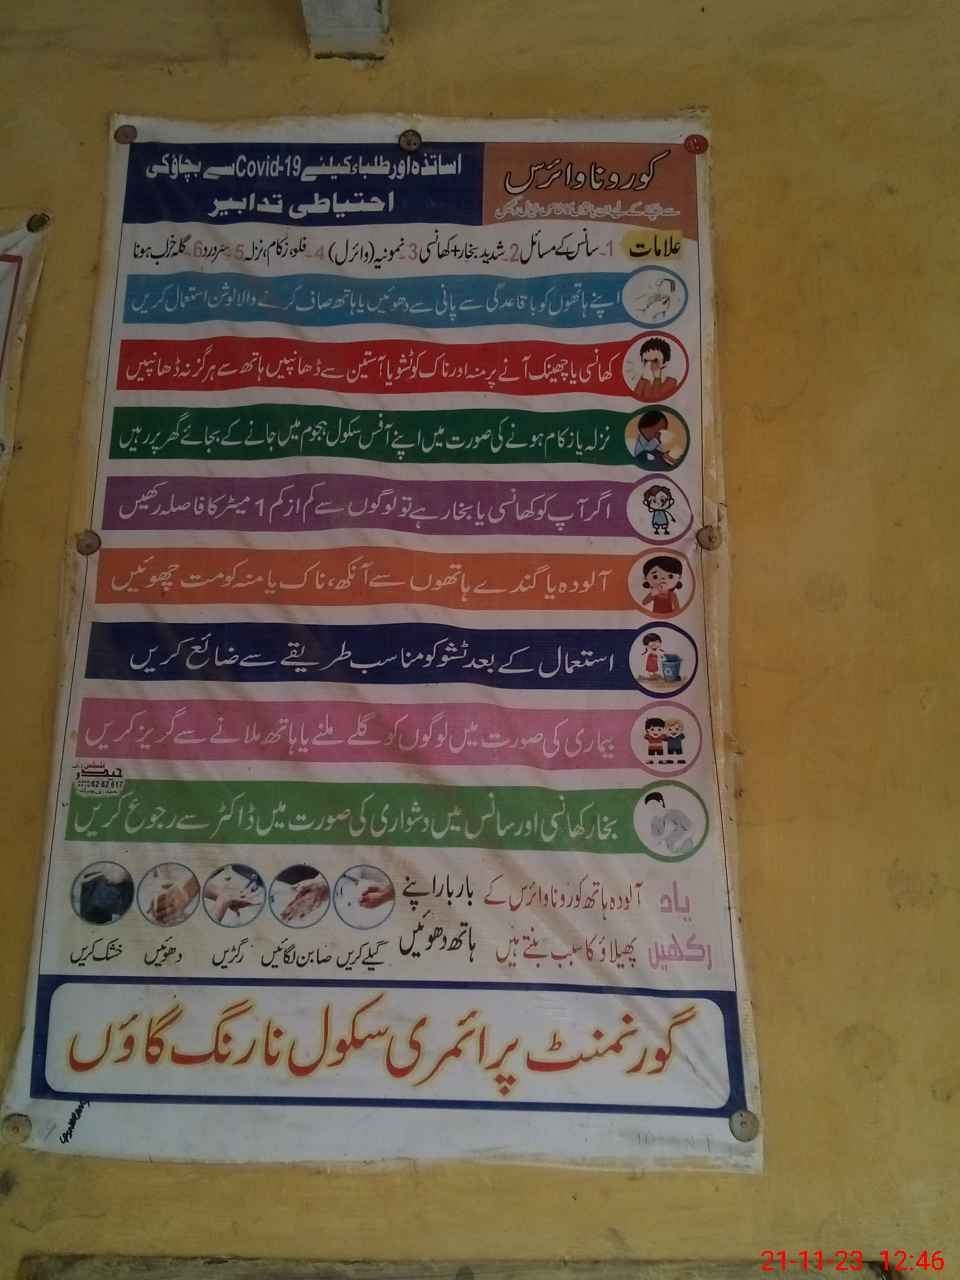 کورونا وائرس
اساتذہ اور طلباء کیلئے Covid-19 سے بچاؤ کی
احتیاطی تدابیر
علامات 1۔ سانس کے مسائل 2۔ شدید بخار + کھانسی 3۔ نمونیہ (وائرل) 4۔ فلو، زکام، نزلہ 5۔ سردرد 6۔ گلہ خراب ہونا
اپنے ہاتھوں کو باقاعدگی سے پانی سے دھوئیں یا ہاتھ صاف کرنے والا لوشن استعمال کریں
کھانسی یا چھینک آنے پر منہ اور ناک کو ٹشو یا آستین سے ڈھانپیں ہاتھ سے ہرگز نہ ڈھانپیں
نزلہ یا زکام ہونے کی صورت میں اپنے آفس سکول ہجوم میں جانے کے بجائے گھر پر رہیں
اگر آپ کو کھانسی یا بخار ہے تو لوگوں سے کم از کم 1 میٹر کا فاصلہ رکھیں
آلودہ یا گندے ہاتھوں سے آنکھ، ناک یا منہ کو مت چھوئیں
استعمال کے بعد ٹشو کو مناسب طریقے سے ضائع کریں
بیماری کی صورت میں لوگوں کو گلے ملنے یا ہاتھ ملانے سے گریز کریں
بخار کھانسی اور سانس میں دشواری کی صورت میں ڈاکٹر سے رجوع کریں
یاد رکھیں
آلودہ ہاتھ کورونا وائرس کے
پھیلاؤ کا سبب بنتے ہیں
بار بار اپنے
ہاتھ دھوئیں
گیلے کریں صابن لگائیں رگڑیں دھوئیں خشک کریں
گورنمنٹ پرائمری سکول نارنگ گاؤں
21-11-23 12:46